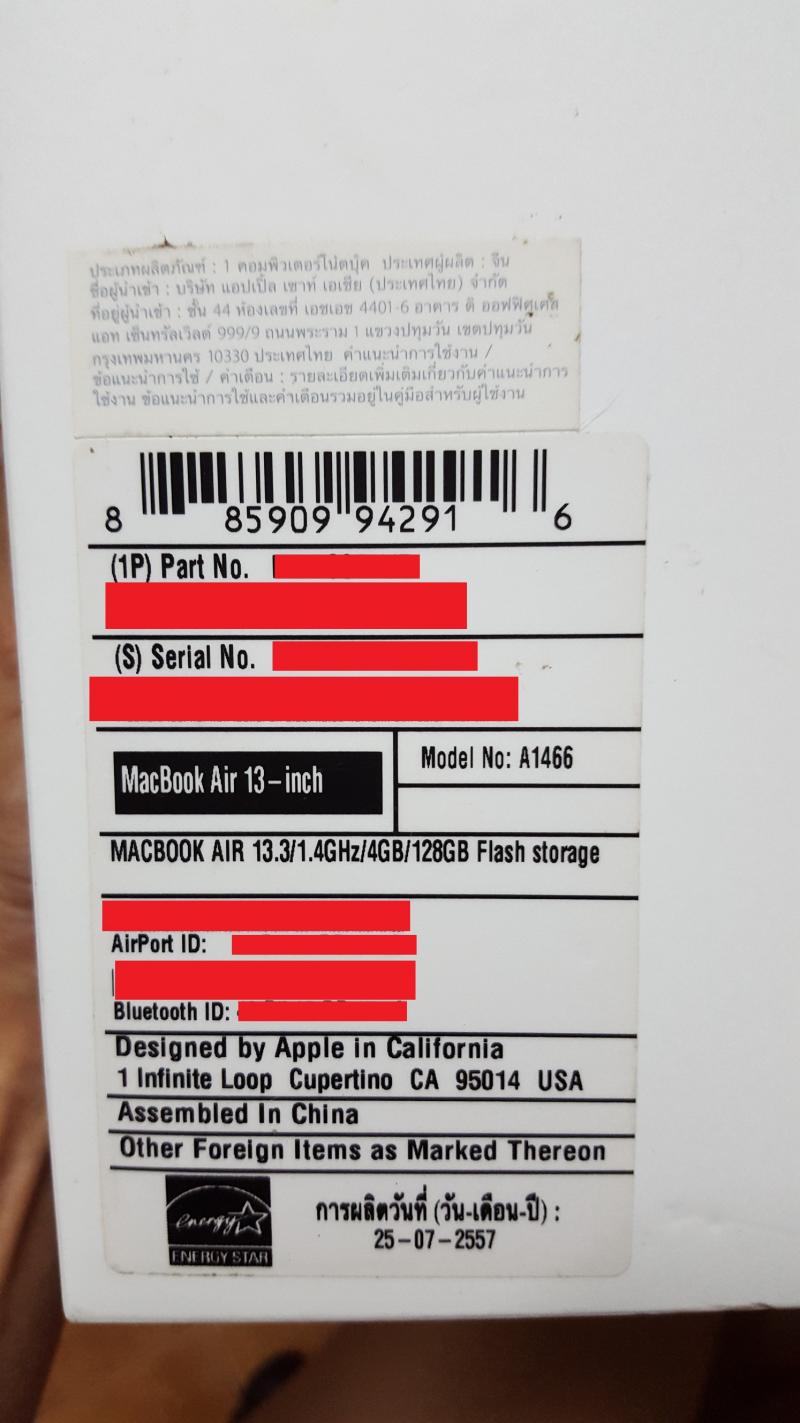 ประเภทผลิตภัณฑ์ : 1 คอมพิวเตอร์โน้ตบุ๊ค ประเทศผู้ผลิต : จีน
ชื่อผู้นำเข้า : บริษัท แอปเปิ้ล เซาท์ เอเชีย (ประเทศไทย) จำกัด
ที่อยู่ผู้นำเข้า : ชั้น 44 ห้องเลขที่ เอชเอช 4401-6 อาคาร ดิ ออฟฟิศเศส
แอท เซ็นทรัลเวิลด์ 999/9 ถนนพระราม 1 แขวงปทุมวัน เขตปทุมวัน
กรุงเทพมหานคร 10330 ประเทศไทย คำแนะนำการใช้งาน /
ข้อแนะนำการใช้ / คำเตือน : รายละเอียดเพิ่มเติมเกี่ยวกับคำแนะนำการ
ใช้งาน ข้อแนะนำการใช้และคำเตือนรวมอยู่ในคู่มือสำหรับผู้ใช้งาน
8 85909 94291 6
(1P) Part No.
(S) Serial No.
MacBook Air 13-inch
Model No: A1466
MACBOOK AIR 13.3/1.4GHz/4GB/128GB Flash storage
AirPort ID:
Bluetooth ID:
Designed by Apple in California
1 Infinite Loop Cupertino CA 95014 USA
Assembled In China
Other Foreign Items as Marked Thereon
energy
ENERGY STAR
การผลิตวันที่ (วัน-เดือน-ปี) :
25-07-2557